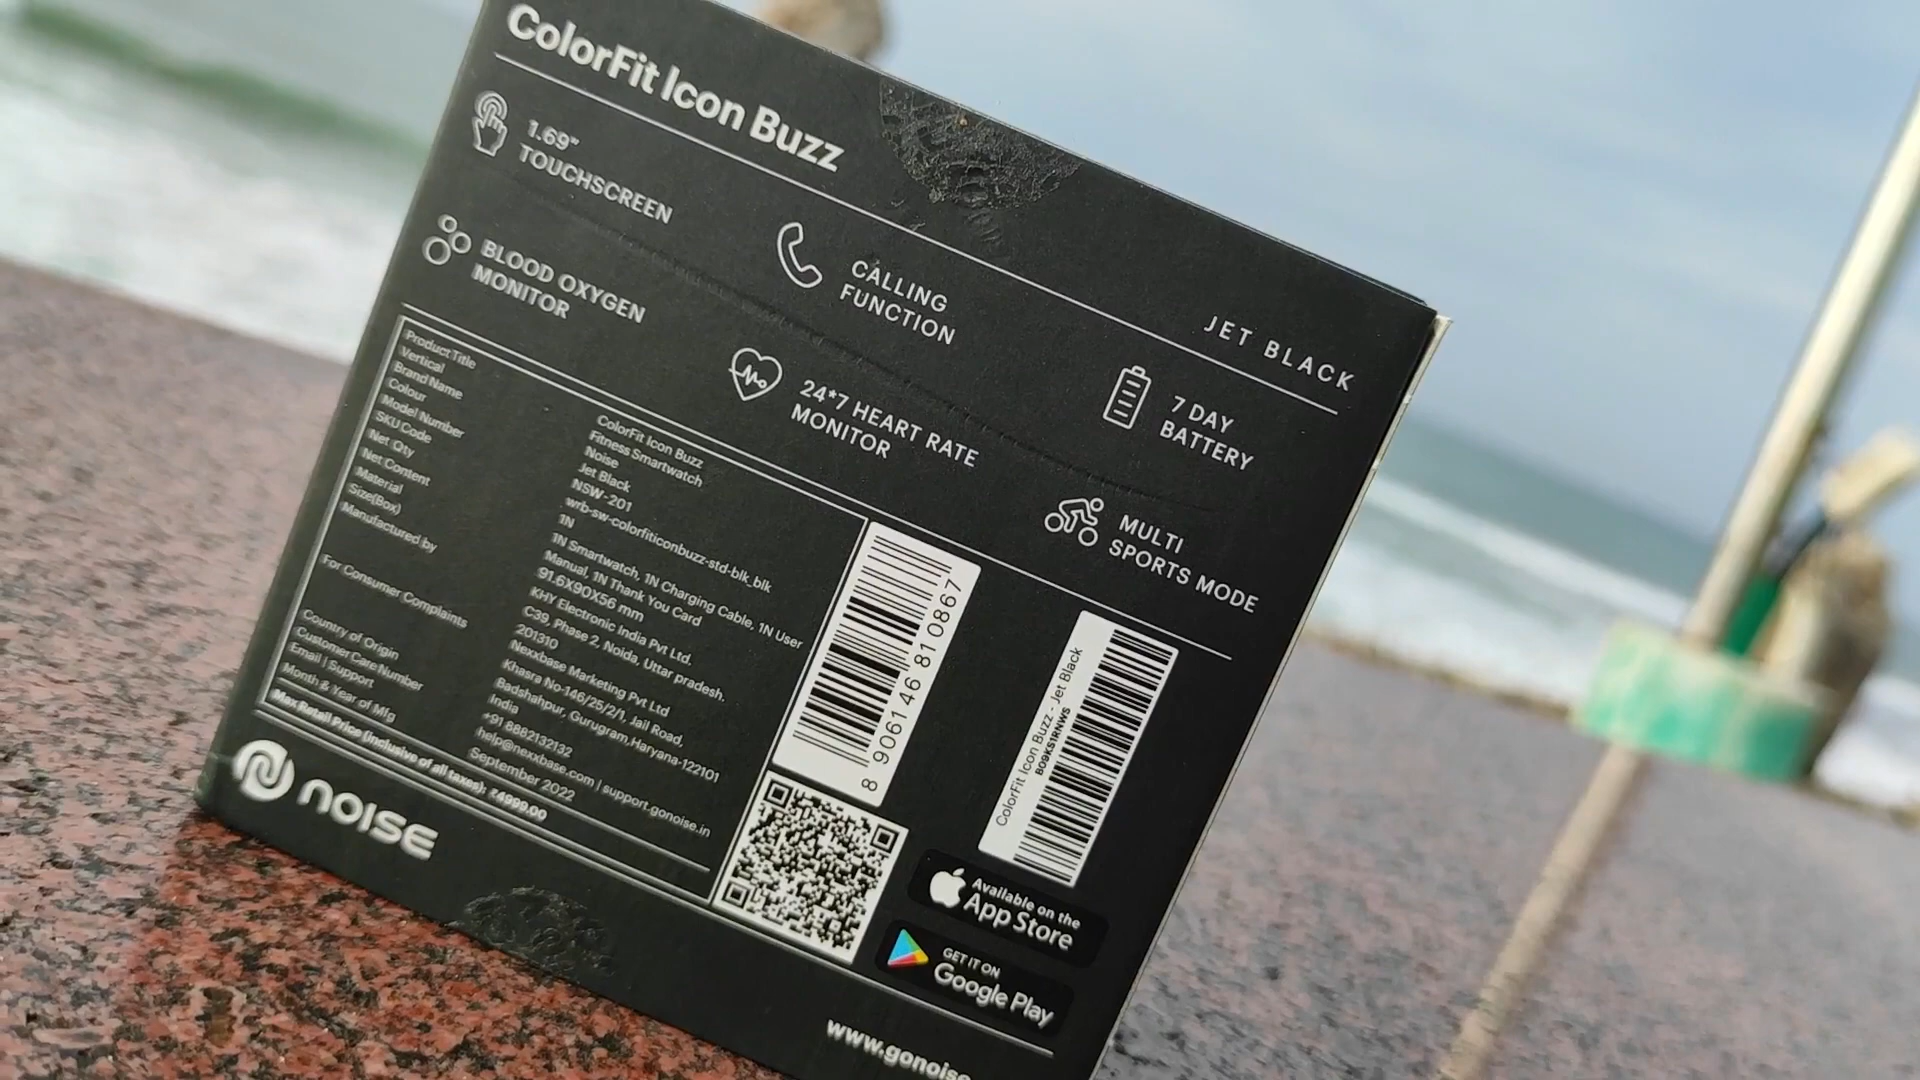 ColorFit Icon Buzz
JET BLACK
1.69"
TOUCHSCREEN
CALLING
FUNCTION
7 DAY
BATTERY
BLOOD OXYGEN
MONITOR
24*7 HEART RATE
MONITOR
MULTI
SPORTS MODE
Product Title ColorFit Icon Buzz
Vertical Fitness Smartwatch
Brand Name Noise
Colour Jet Black
Model Number NSW-201
SKU Code wrb-sw-colorfiticonbuzz-std-blk_blk
Net Qty 1N
Net Content 1N Smartwatch, 1N Charging Cable, 1N User
Manual, 1N Thank You Card
Material
Size(Box) 91.6X90X56 mm
Manufactured by KHY Electronic India Pvt Ltd.
C39, Phase 2, Noida, Uttar pradesh.
201310
For Consumer Complaints Nexxbase Marketing Pvt Ltd
Khasra No-146/25/2/1, Jail Road,
Badshahpur, Gurugram,Haryana-122101
Country of Origin India
Customer Care Number +91 8882132132
Email | Support help@nexxbase.com | support.gonoise.in
Month & Year of Mfg September 2022
Max Retail Price (inclusive of all taxes): ₹4999.00
8 906146 810867
ColorFit Icon Buzz - Jet Black
B09KS1RNWS
Available on the
App Store
GET IT ON
Google Play
NOISE
www.gonoise